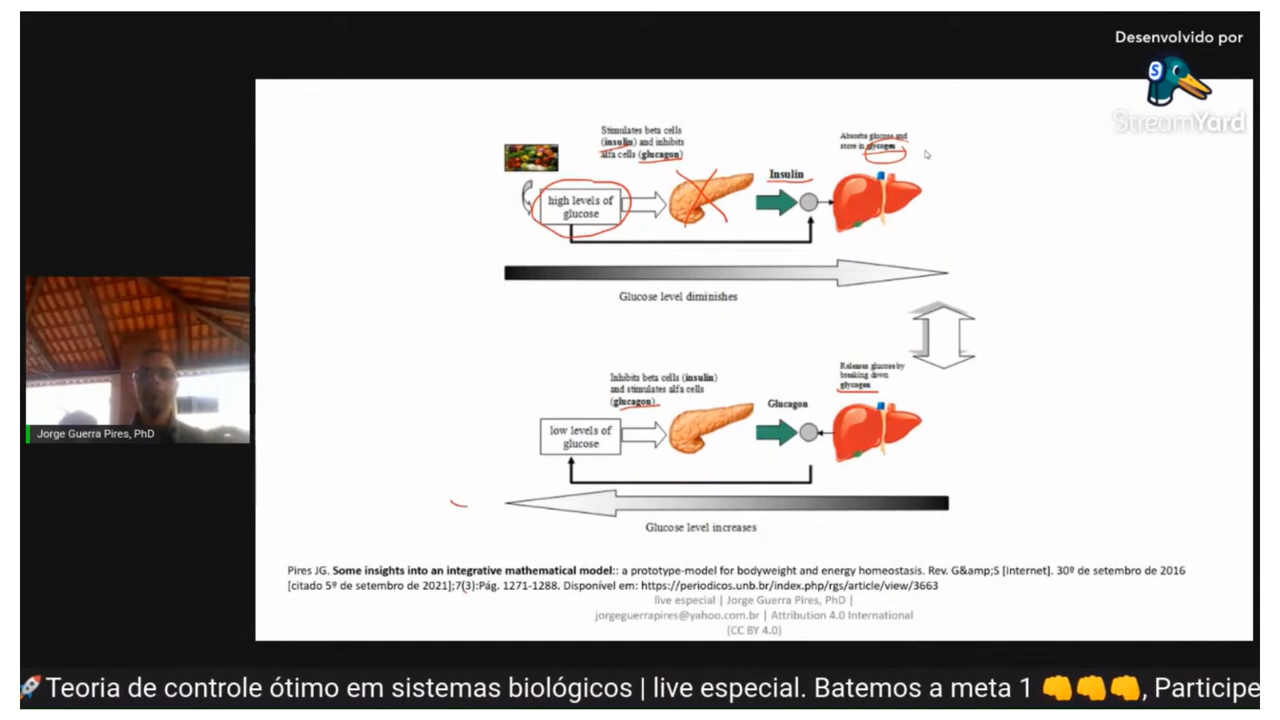 Desenvolvido por
StreamYard
Stimulates beta cells
(insulin) and inhibits
alfa cells (glucagon)
Absorbs glucose and
store in glycogen
Insulin
high levels of
glucose
Glucose level diminishes
Inhibits beta cells (insulin)
and stimulates alfa cells
(glucagon)
Releases glucose by
breaking down
glycogen
Glucagon
low levels of
glucose
Glucose level increases
Jorge Guerra Pires, PhD
Pires JG. Some insights into an integrative mathematical model:: a prototype-model for bodyweight and energy homeostasis. Rev. G&amp;S [Internet]. 30º de setembro de 2016
[citado 5º de setembro de 2021];7(3):Pág. 1271-1288. Disponível em: https://periodicos.unb.br/index.php/rgs/article/view/3663
live especial | Jorge Guerra Pires, PhD |
jorgeguerrapires@yahoo.com.br | Attribution 4.0 International
(CC BY 4.0)
🚀 Teoria de controle ótimo em sistemas biológicos | live especial. Batemos a meta 1 👊👊👊, Participe